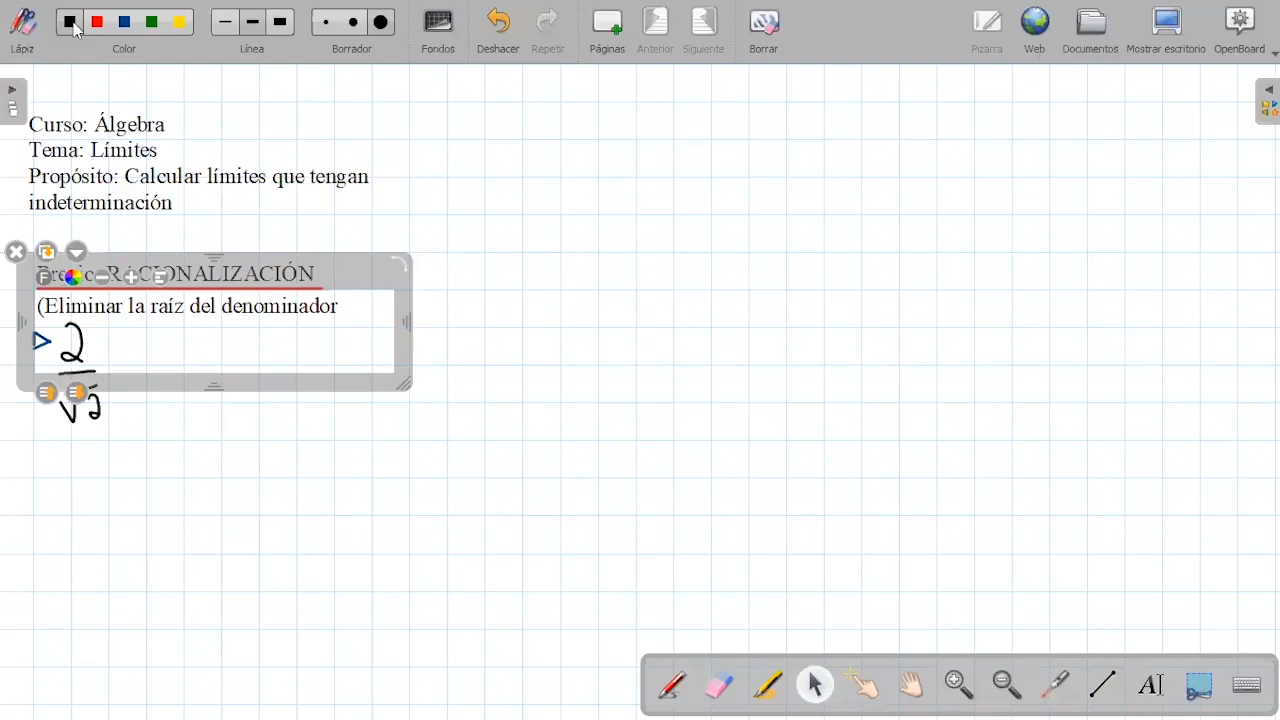 Lápiz
Color
Línea
Borrador
Fondos
Deshacer
Repetir
Páginas
Anterior
Siguiente
Borrar
Pizarra
Web
Documentos
Mostrar escritorio
OpenBoard
Curso: Álgebra
Tema: Límites
Propósito: Calcular límites que tengan
indeterminación
RACIONALIZACIÓN
(Eliminar la raíz del denominador
2
√2